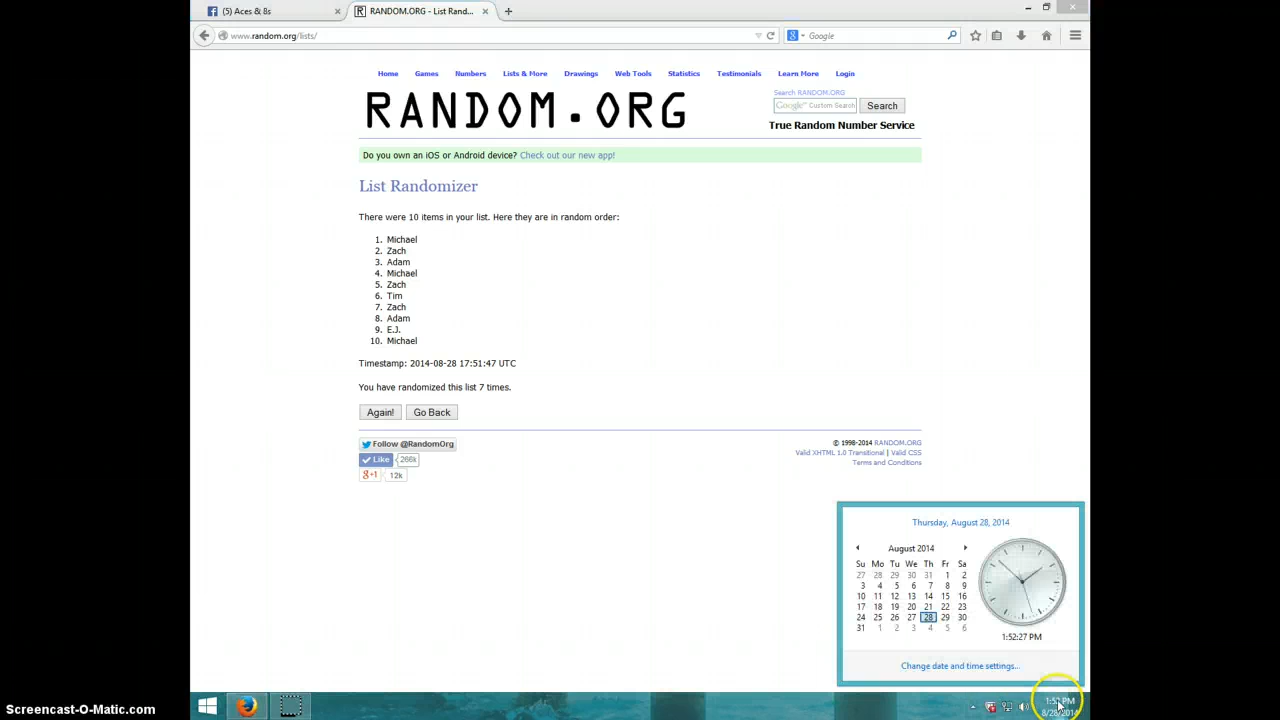 (5) Aces & 8s
RANDOM.ORG - List Rand...
www.random.org/lists/
Google
Home Games Numbers Lists & More Drawings Web Tools Statistics Testimonials Learn More Login
RANDOM.ORG
Search RANDOM.ORG
Google™ Custom Search Search
True Random Number Service
Do you own an iOS or Android device? Check out our new app!
List Randomizer
There were 10 items in your list. Here they are in random order:
1. Michael
2. Zach
3. Adam
4. Michael
5. Zach
6. Tim
7. Zach
8. Adam
9. E.J.
10. Michael
Timestamp: 2014-08-28 17:51:47 UTC
You have randomized this list 7 times.
Again! Go Back
Follow @RandomOrg
Like 266k
g+1 12k
© 1998-2014 RANDOM.ORG
Valid XHTML 1.0 Transitional | Valid CSS
Terms and Conditions
Thursday, August 28, 2014
August 2014
Su Mo Tu We Th Fr Sa
27 28 29 30 31 1 2
3 4 5 6 7 8 9
10 11 12 13 14 15 16
17 18 19 20 21 22 23
24 25 26 27 28 29 30
31 1 2 3 4 5 6
1:52:27 PM
Change date and time settings...
1:52 PM
8/28/2014
Screencast-O-Matic.com